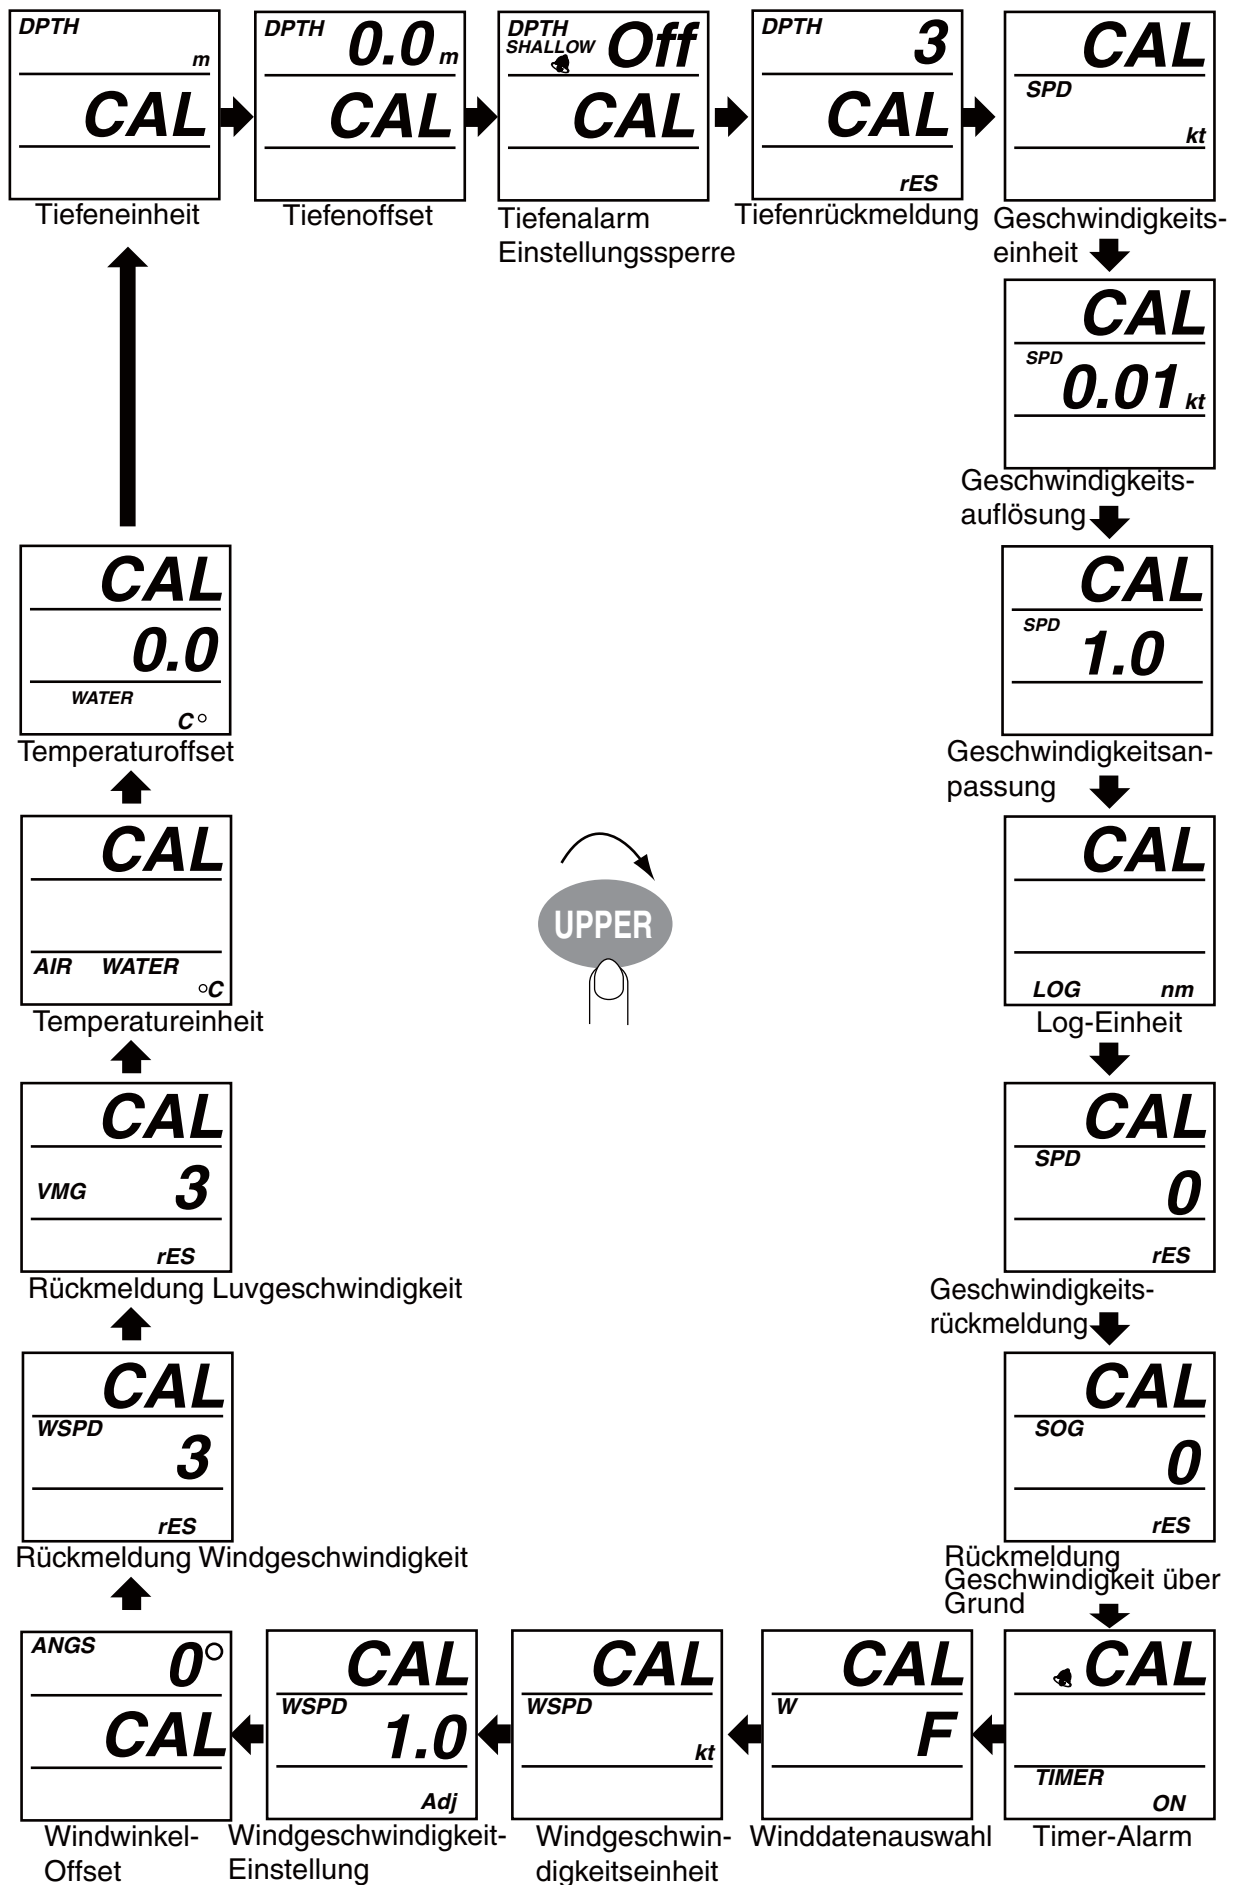 DPTH
m
CAL
Tiefeneinheit
DPTH 0.0 m
CAL
Tiefenoffset
DPTH
SHALLOW Off
CAL
Tiefenalarm
Einstellungssperre
DPTH 3
CAL
rES
Tiefenrückmeldung
CAL
SPD
kt
Geschwindigkeits-
einheit
CAL
SPD 0.01 kt
Geschwindigkeits-
auflösung
CAL
SPD 1.0
Geschwindigkeitsan-
passung
CAL
LOG nm
Log-Einheit
CAL
SPD
0
rES
Geschwindigkeits-
rückmeldung
CAL
SOG
0
rES
Rückmeldung
Geschwindigkeit über
Grund
CAL
TIMER
ON
Timer-Alarm
CAL
W
F
Winddatenauswahl
CAL
WSPD
kt
Windgeschwin-
digkeitseinheit
CAL
WSPD
1.0
Adj
Windgeschwindigkeit-
Einstellung
ANGS 0°
CAL
Windwinkel-
Offset
CAL
WSPD
3
rES
Rückmeldung Windgeschwindigkeit
CAL
VMG 3
rES
Rückmeldung Luvgeschwindigkeit
CAL
AIR WATER
°C
Temperatureinheit
CAL
0.0
WATER
C°
Temperaturoffset
UPPER